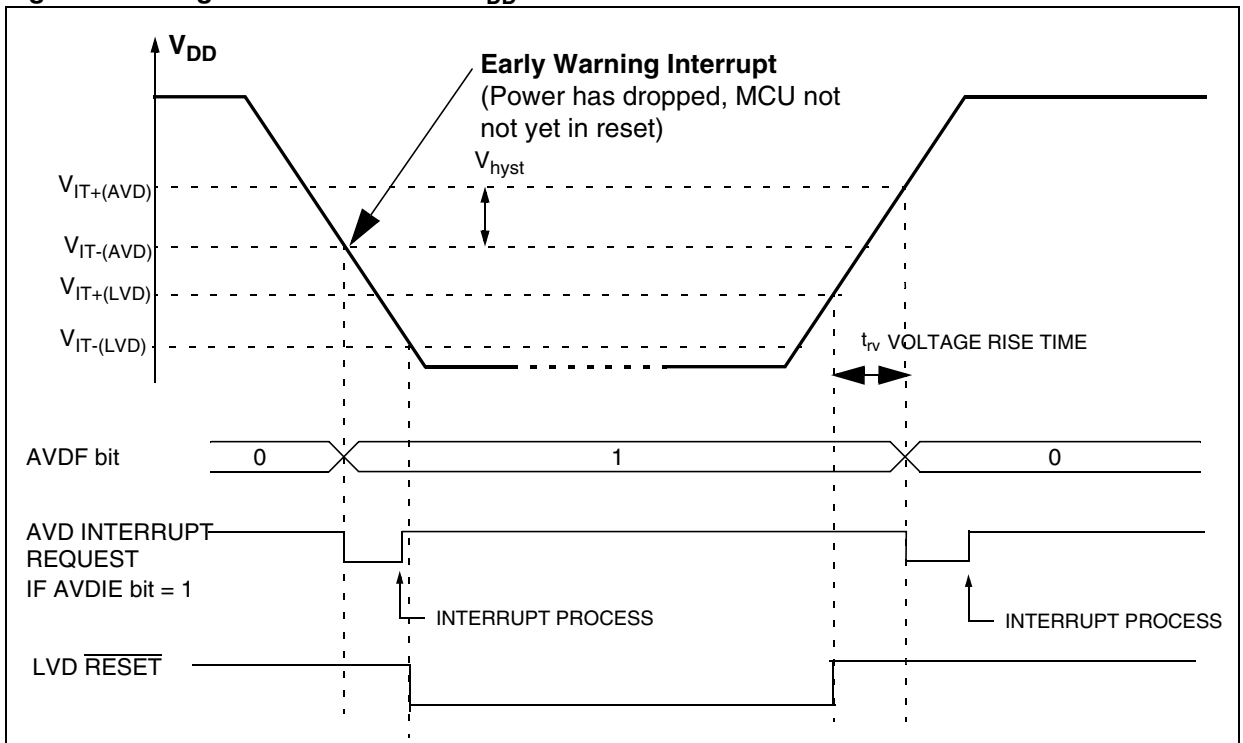 V_DD
Early Warning Interrupt
(Power has dropped, MCU not
not yet in reset)
V_hyst
V_IT+(AVD)
V_IT-(AVD)
V_IT+(LVD)
V_IT-(LVD)
t_rv VOLTAGE RISE TIME
AVDF bit
0
1
0
AVD INTERRUPT
REQUEST
IF AVDIE bit = 1
INTERRUPT PROCESS
INTERRUPT PROCESS
LVD RESET